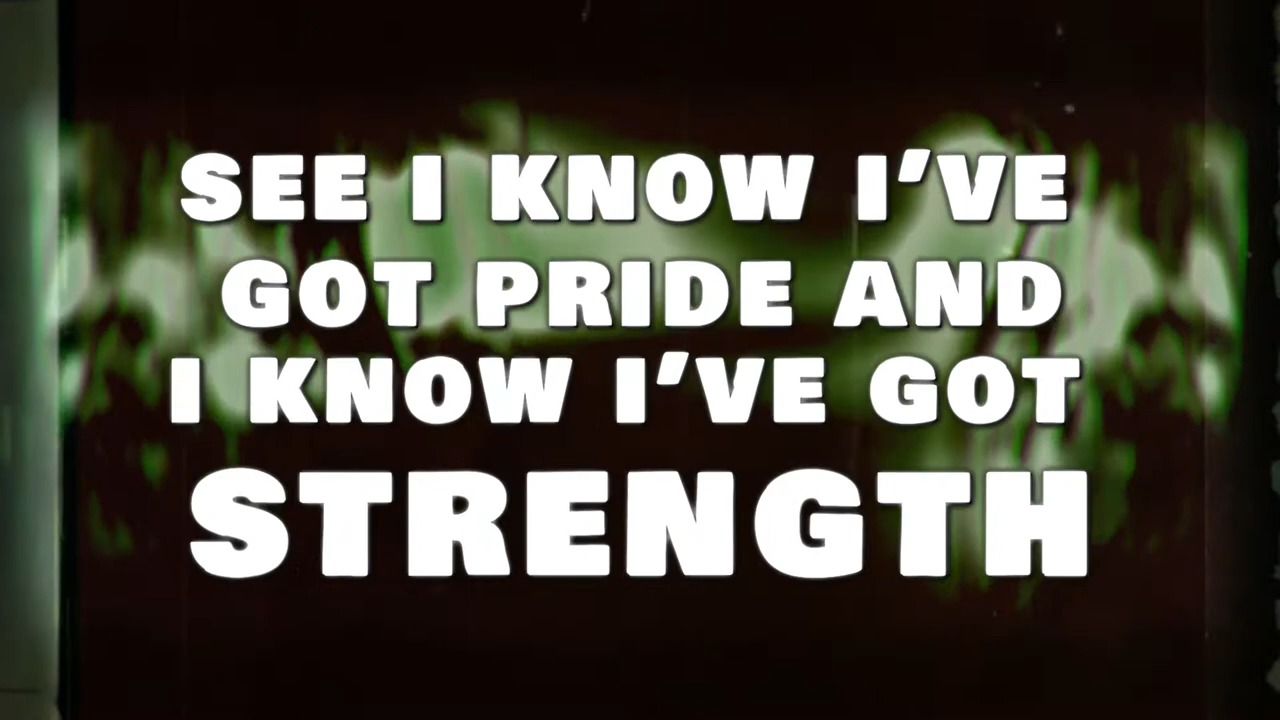 SEE I KNOW I'VE
GOT PRIDE AND
I KNOW I'VE GOT
STRENGTH